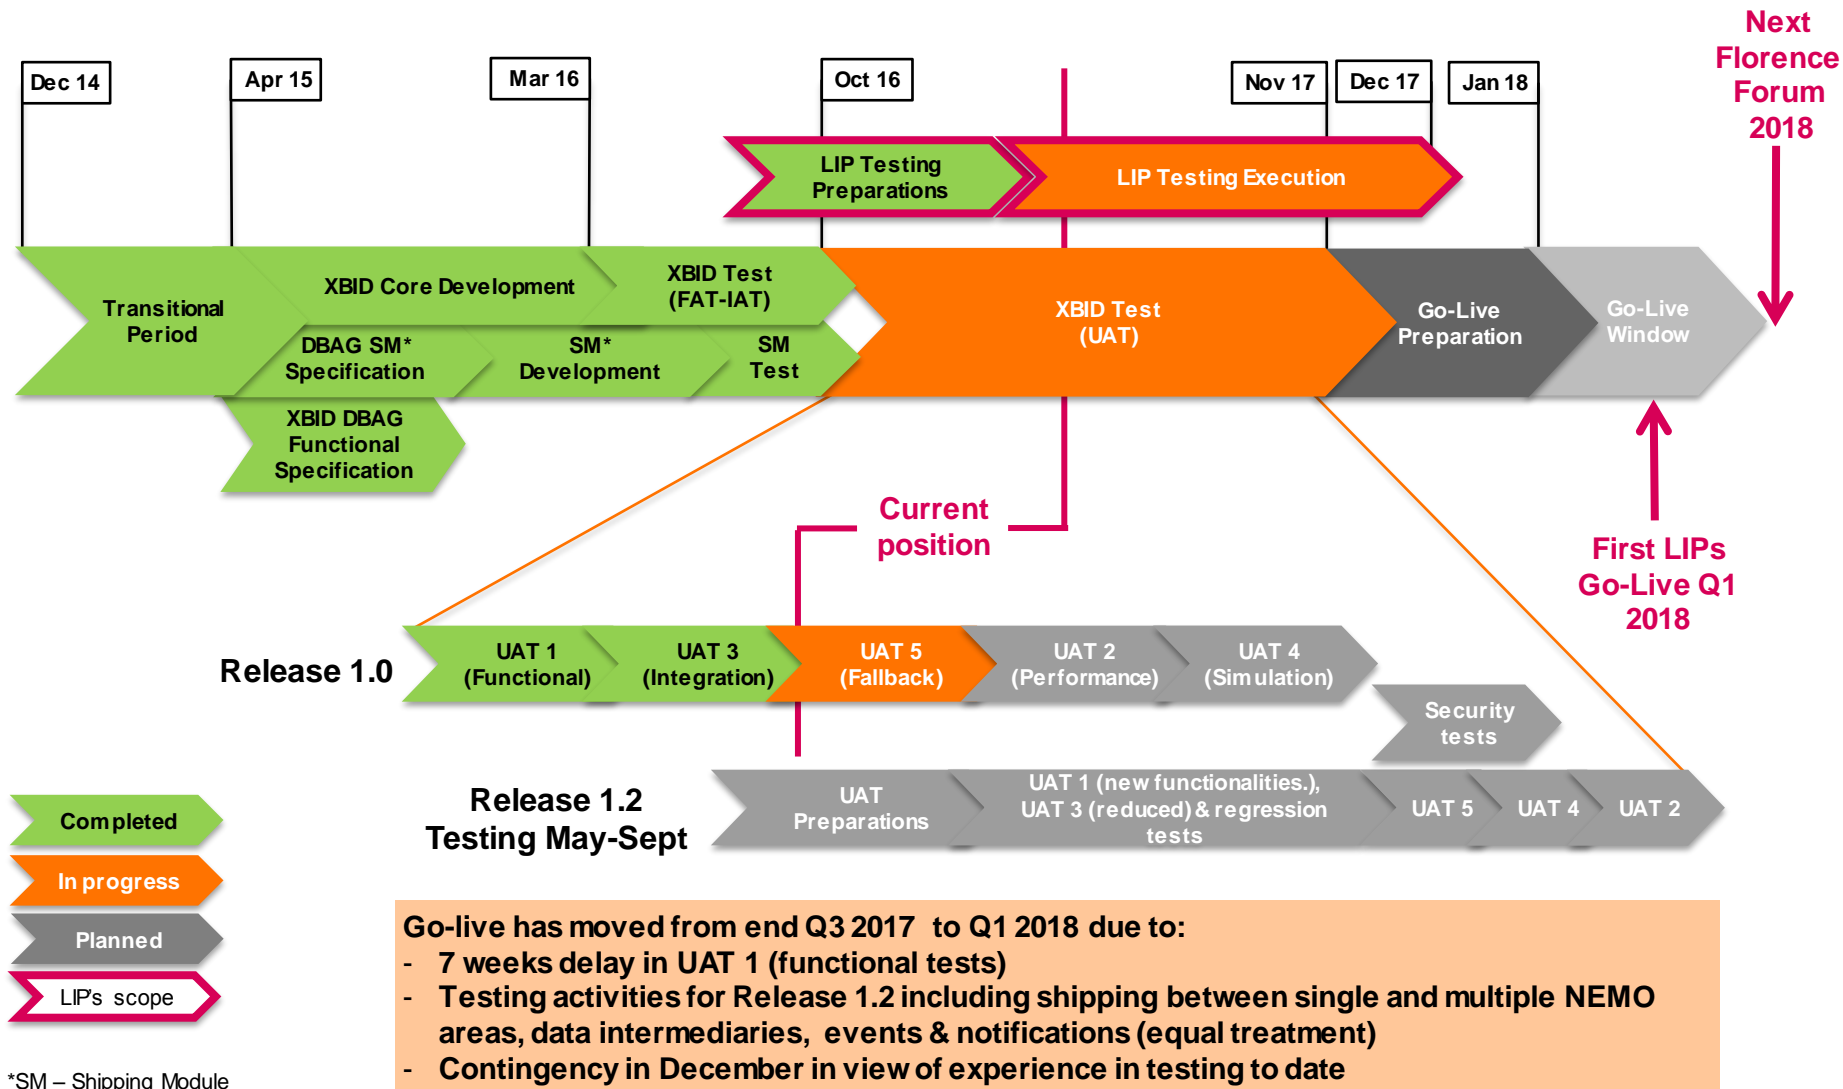 Next
Florence
Forum
2018
Dec 14
Apr 15
Mar 16
Oct 16
Nov 17
Dec 17
Jan 18
LIP Testing
Preparations
LIP Testing Execution
Transitional
Period
XBID Core Development
XBID Test
(FAT-IAT)
XBID Test
(UAT)
Go-Live
Preparation
Go-Live
Window
DBAG SM*
Specification
SM*
Development
SM
Test
XBID DBAG
Functional
Specification
Current
position
First LIPs
Go-Live Q1
2018
Release 1.0
UAT 1
(Functional)
UAT 3
(Integration)
UAT 5
(Fallback)
UAT 2
(Performance)
UAT 4
(Simulation)
Security
tests
Release 1.2
Testing May-Sept
UAT
Preparations
UAT 1 (new functionalities.),
UAT 3 (reduced) & regression
tests
UAT 5
UAT 4
UAT 2
Completed
In progress
Planned
LIP's scope
*SM – Shipping Module
Go-live has moved from end Q3 2017 to Q1 2018 due to:
- 7 weeks delay in UAT 1 (functional tests)
- Testing activities for Release 1.2 including shipping between single and multiple NEMO
areas, data intermediaries, events & notifications (equal treatment)
- Contingency in December in view of experience in testing to date